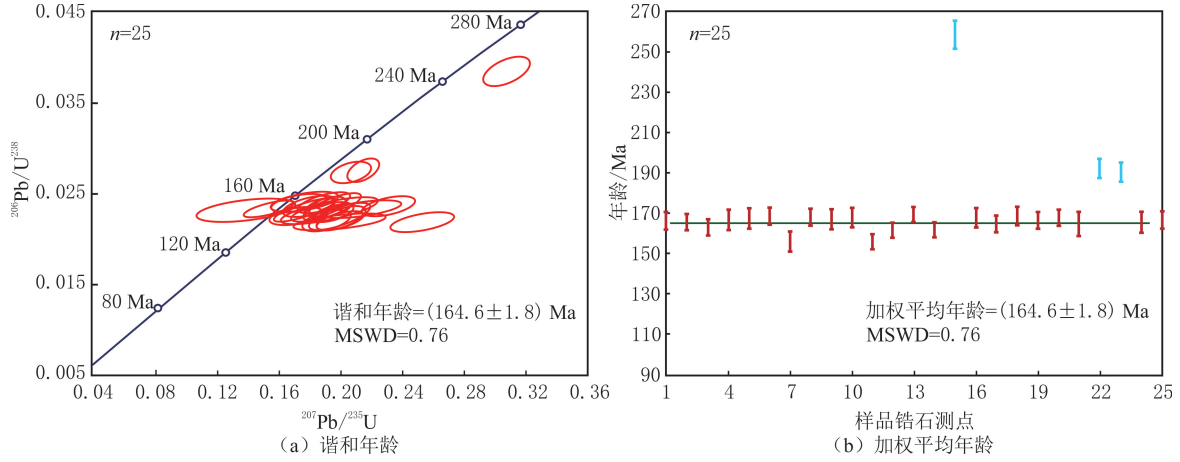 n=25
0.045
0.035
0.025
0.015
0.005
²⁰⁶Pb/U²³⁸
280 Ma
240 Ma
200 Ma
160 Ma
120 Ma
80 Ma
谐和年龄=(164.6±1.8) Ma
MSWD=0.76
0.04 0.08 0.12 0.16 0.20 0.24 0.28 0.32 0.36
²⁰⁷Pb/²³⁵U
(a) 谐和年龄
n=25
270
250
230
210
190
170
150
130
110
90
年龄/Ma
加权平均年龄=(164.6±1.8) Ma
MSWD=0.76
1 4 7 10 13 16 19 22 25
样品锆石测点
(b) 加权平均年龄